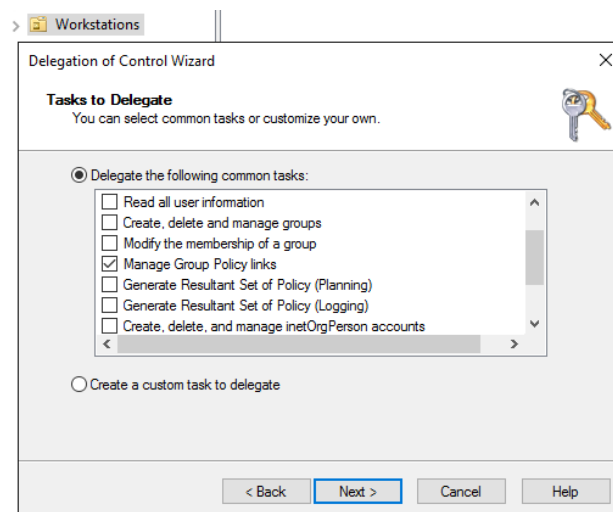 Workstations
Delegation of Control Wizard
Tasks to Delegate
You can select common tasks or customize your own.
Delegate the following common tasks:
Read all user information
Create, delete and manage groups
Modify the membership of a group
Manage Group Policy links
Generate Resultant Set of Policy (Planning)
Generate Resultant Set of Policy (Logging)
Create, delete, and manage inetOrgPerson accounts
Create a custom task to delegate
< Back Next > Cancel Help